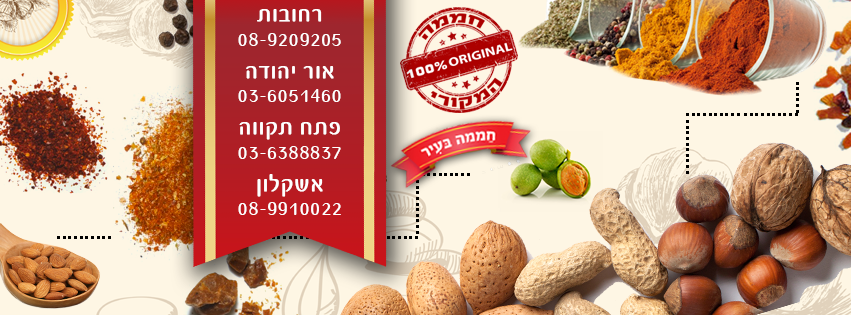 רחובות
08-9209205
אור יהודה
03-6051460
פתח תקווה
03-6388837
אשקלון
08-9910022
חממה
100% ORIGINAL
המקורי
חממה בעיר